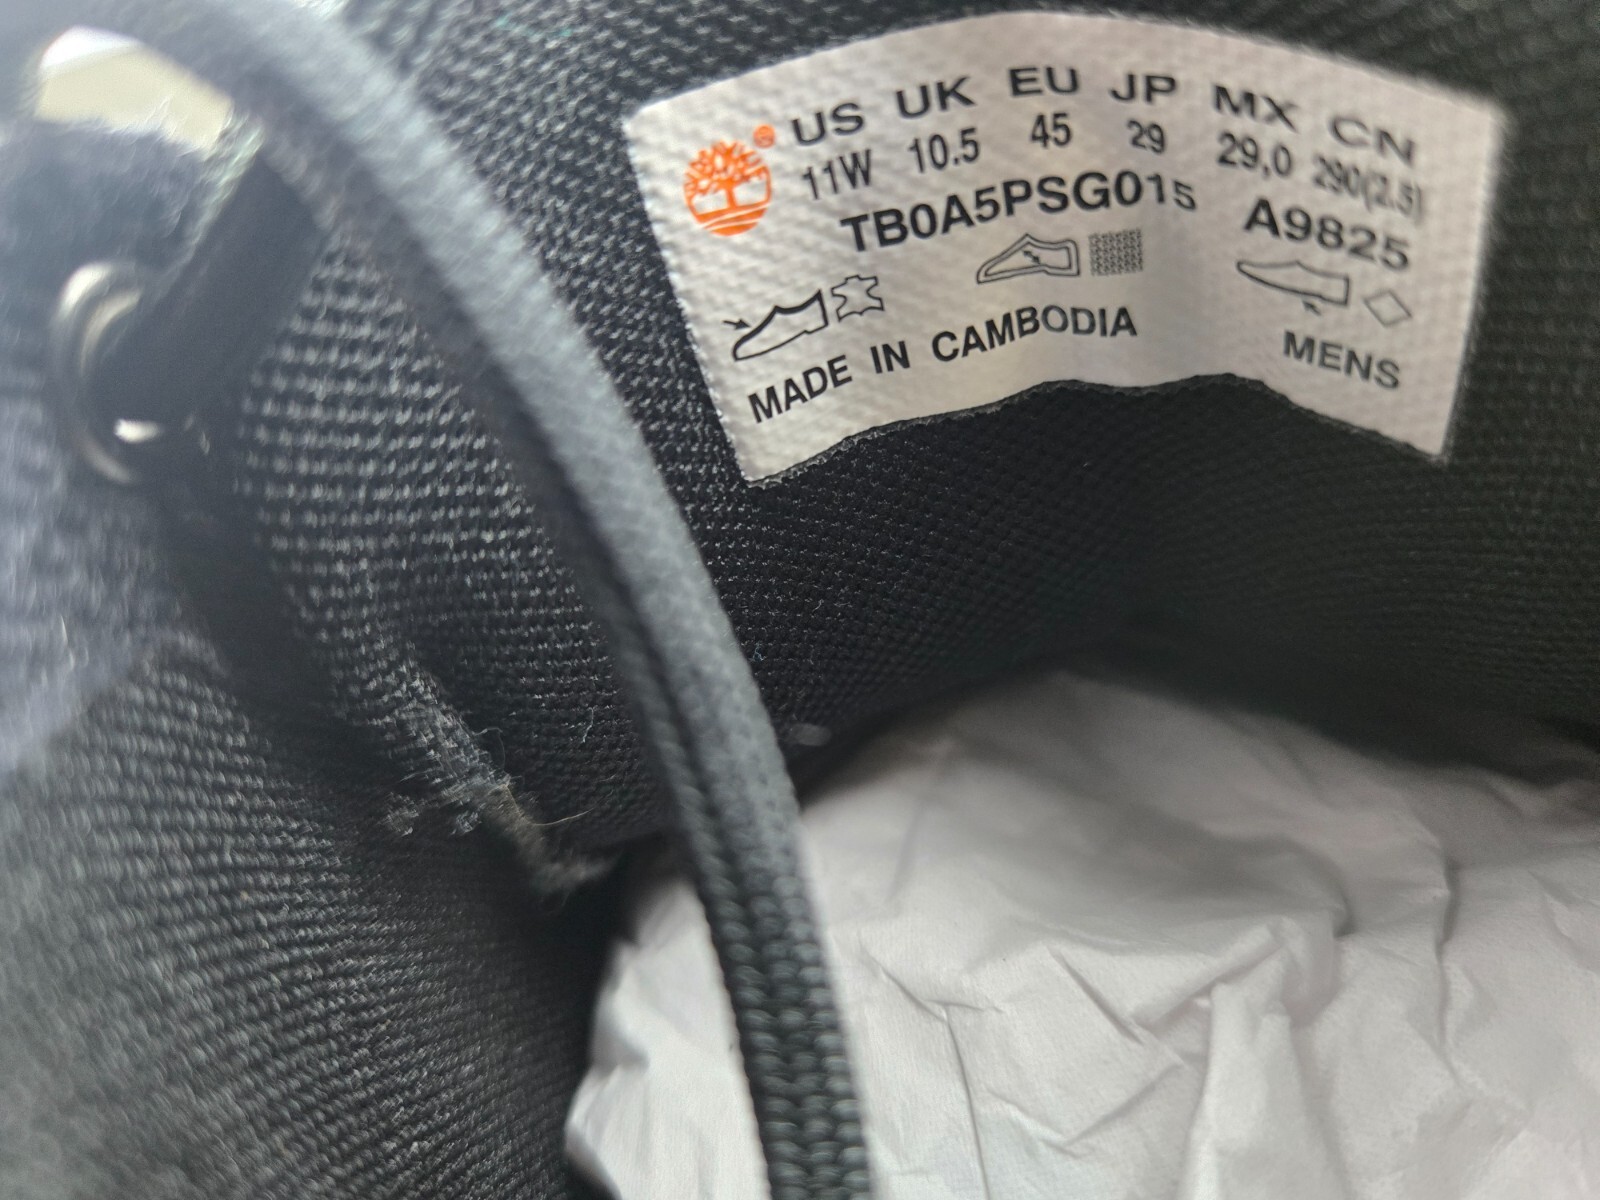 ® US UK EU JP MX CN
11W 10.5 45 29 29,0 290(2.5)
TB0A5PSG015 A9825
MADE IN CAMBODIA MENS